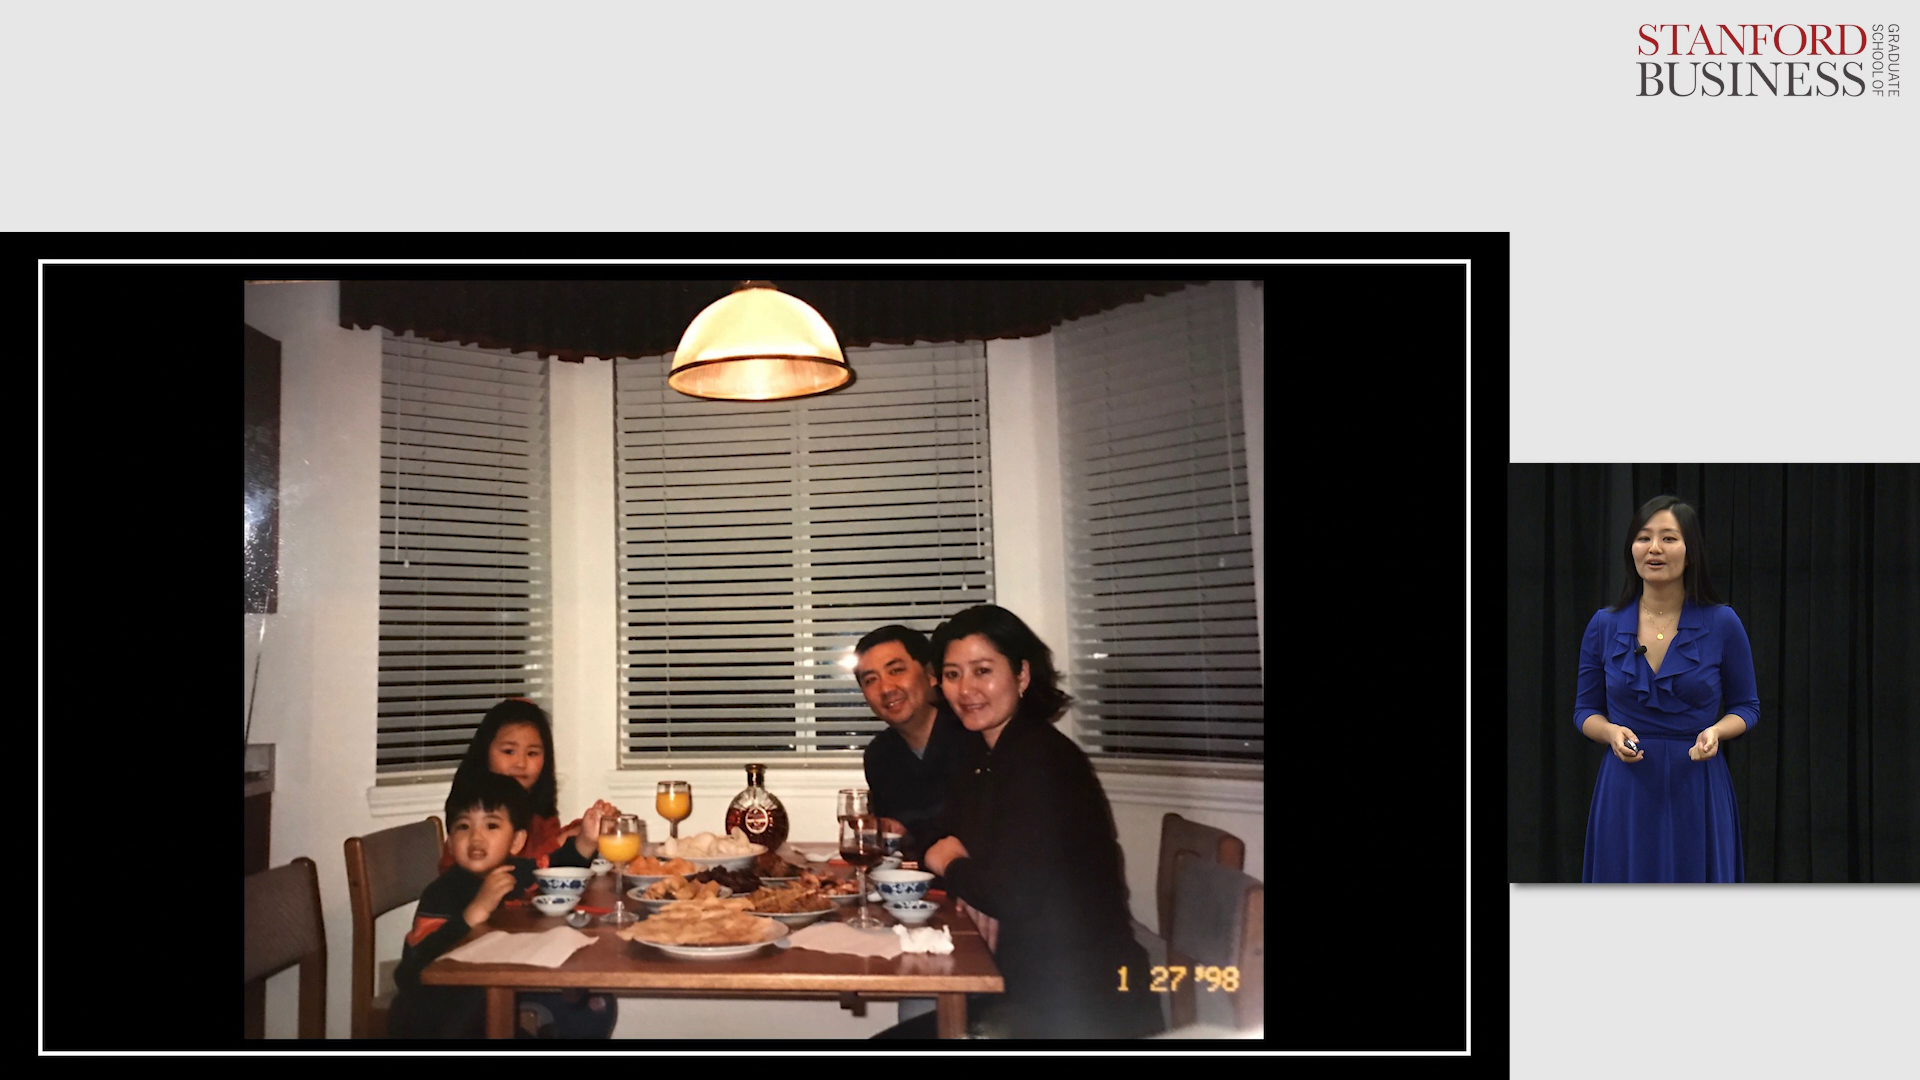 STANFORD
BUSINESS
GRADUATE
SCHOOL OF
1 27 '98